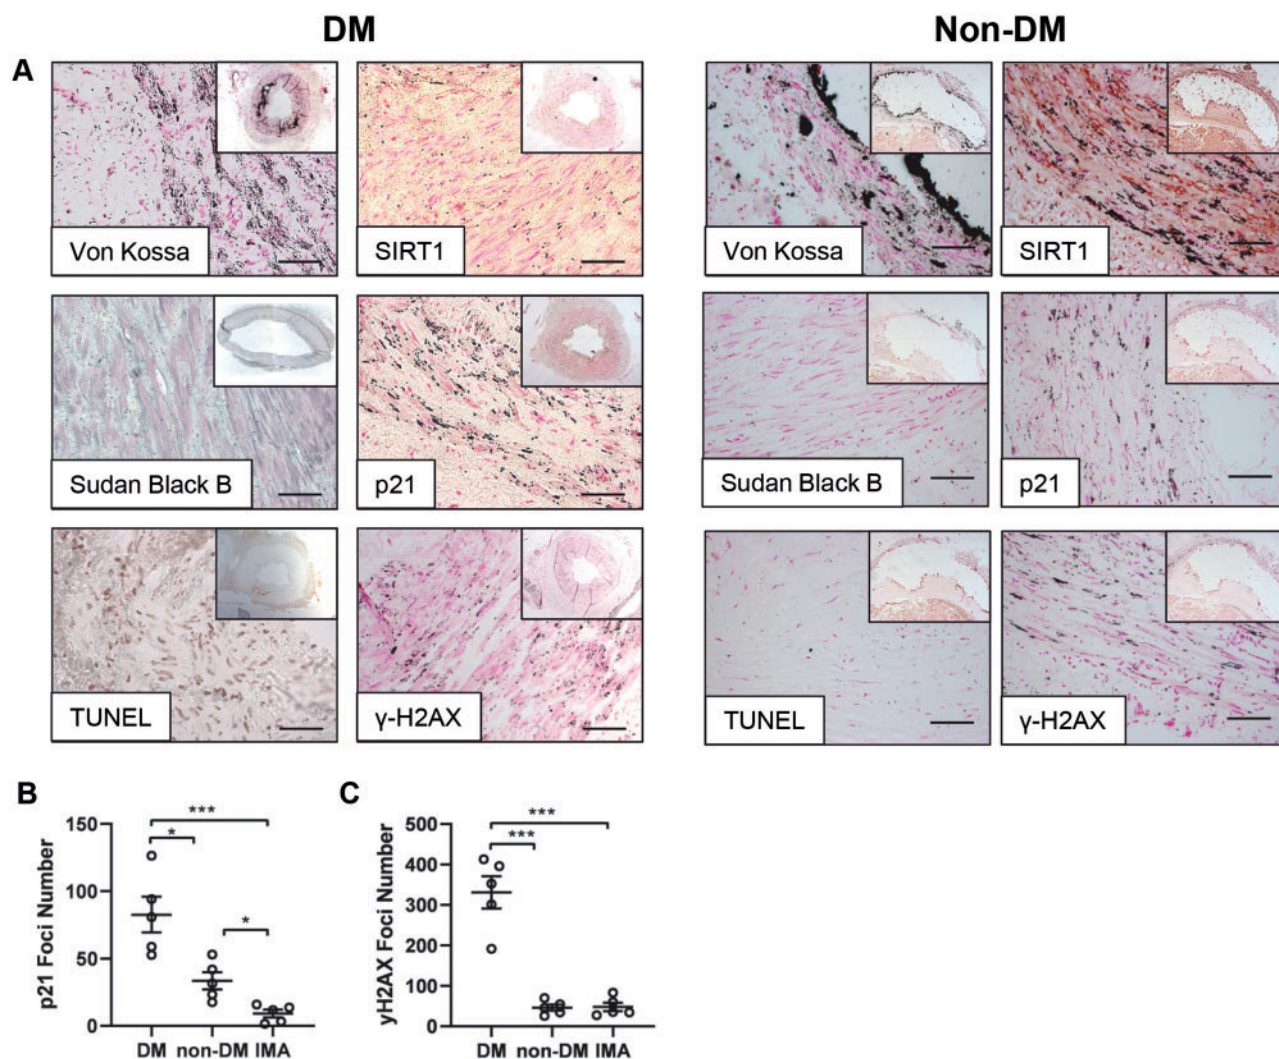 DM
Non-DM
A
Von Kossa
SIRT1
Von Kossa
SIRT1
Sudan Black B
p21
Sudan Black B
p21
TUNEL
γ-H2AX
TUNEL
γ-H2AX
B
p21 Foci Number
150
100
50
0
***
*
*
DM non-DM IMA
C
yH2AX Foci Number
500
400
300
200
100
0
***
***
DM non-DM IMA